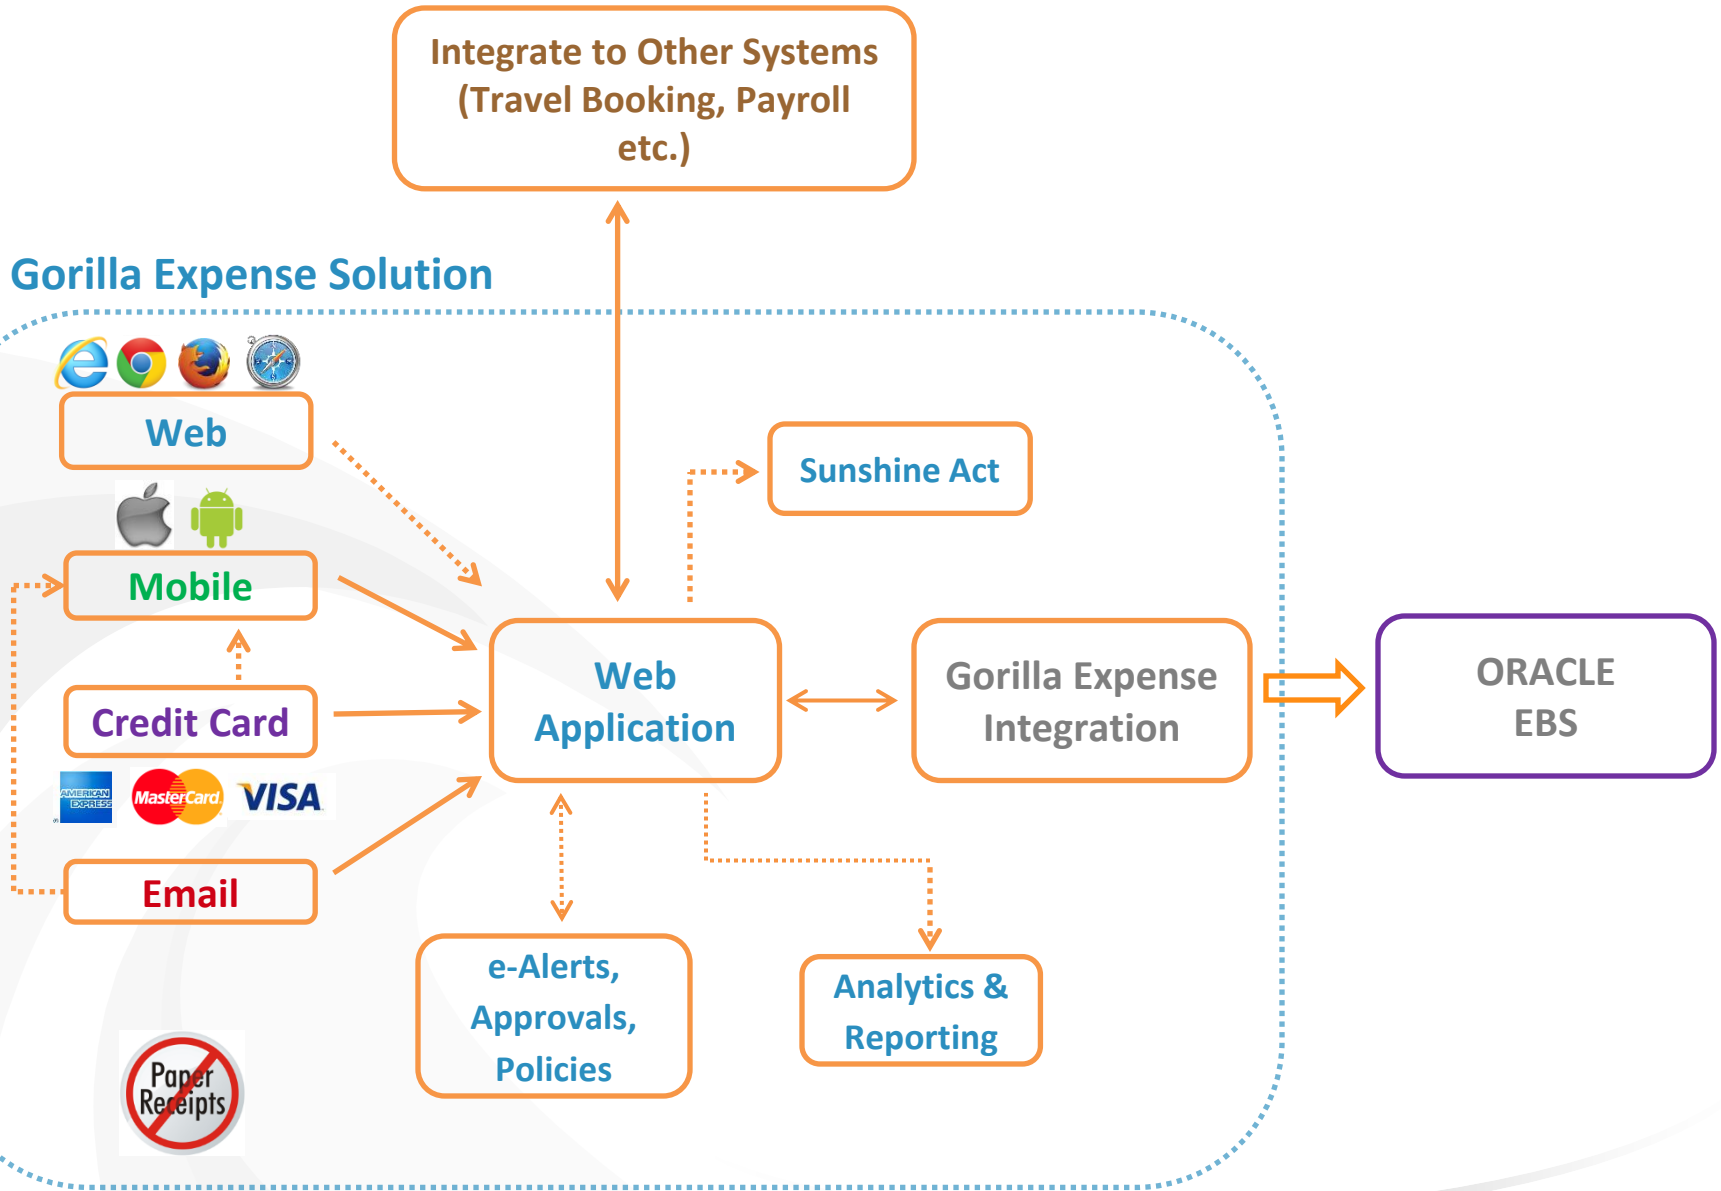 Integrate to Other Systems
(Travel Booking, Payroll
etc.)
Gorilla Expense Solution
Web
Sunshine Act
Mobile
Web
Application
Gorilla Expense
Integration
ORACLE
EBS
Credit Card
AMERICAN
EXPRESS
MasterCard
VISA
Email
e-Alerts,
Approvals,
Policies
Analytics &
Reporting
Paper
Receipts